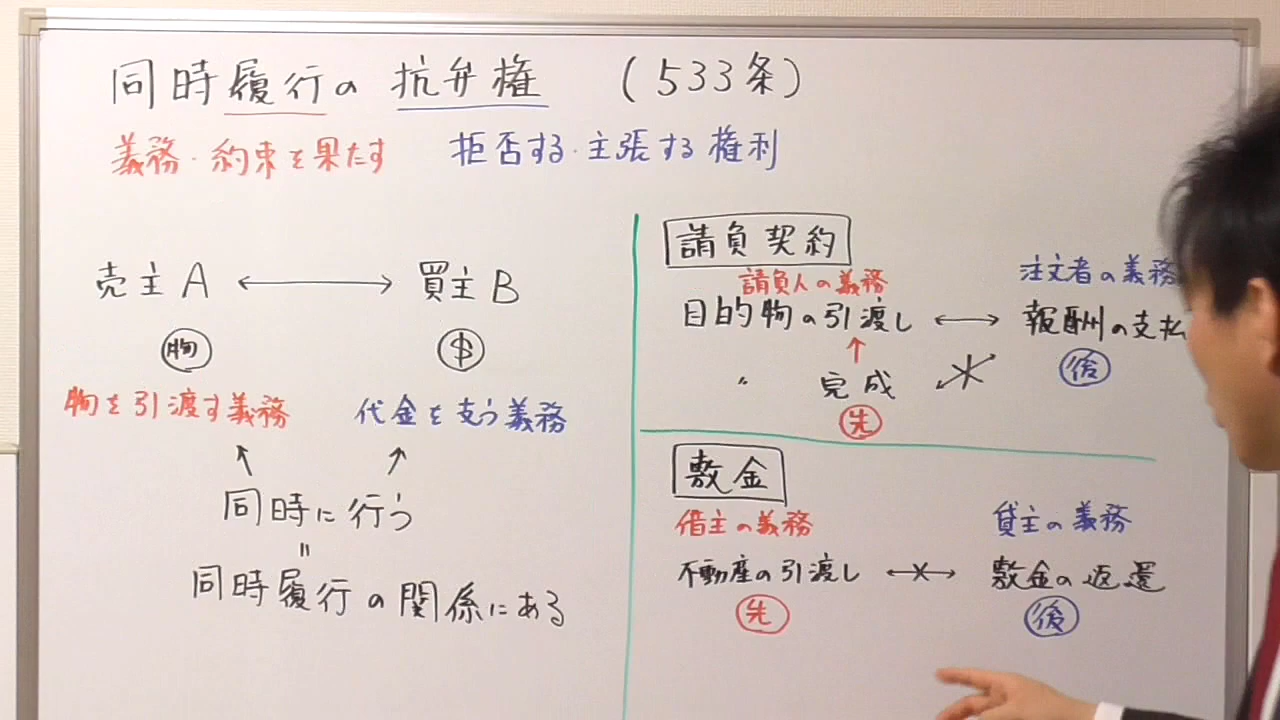 同時履行の抗弁権 (533条)
義務・約束を果たす 拒否する・主張する権利
売主A ⟷ 買主B
物 $
物を引渡す義務 代金を支う義務
同時に行う
〃
同時履行の関係にある
請負契約
請負人の義務 注文者の義務
目的物の引渡し ⟷ 報酬の支払
〃 完成 後
先
敷金
借主の義務 貸主の義務
不動産の引渡し ⟷ 敷金の返還
先 後